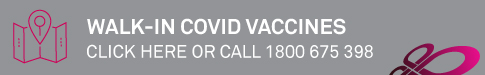 WALK-IN COVID VACCINES
CLICK HERE OR CALL 1800 675 398